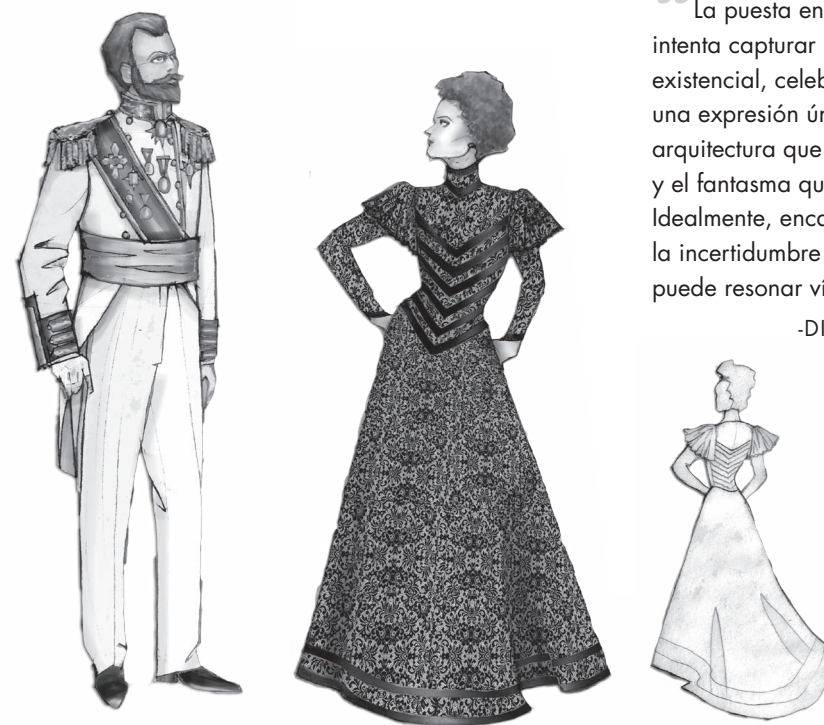 La puesta en
intenta capturar
existencial, celeb
una expresión ún
arquitectura que
y el fantasma qu
Idealmente, enco
la incertidumbre
puede resonar ví
-DI